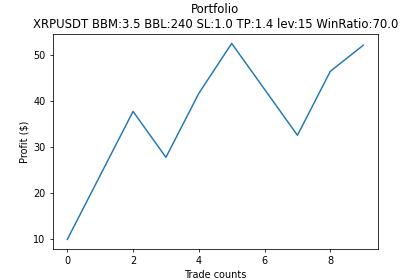 Portfolio
XRPUSDT BBM:3.5 BBL:240 SL:1.0 TP:1.4 lev:15 WinRatio:70.0
50
40
30
20
10
Profit ($)
0 2 4 6 8
Trade counts